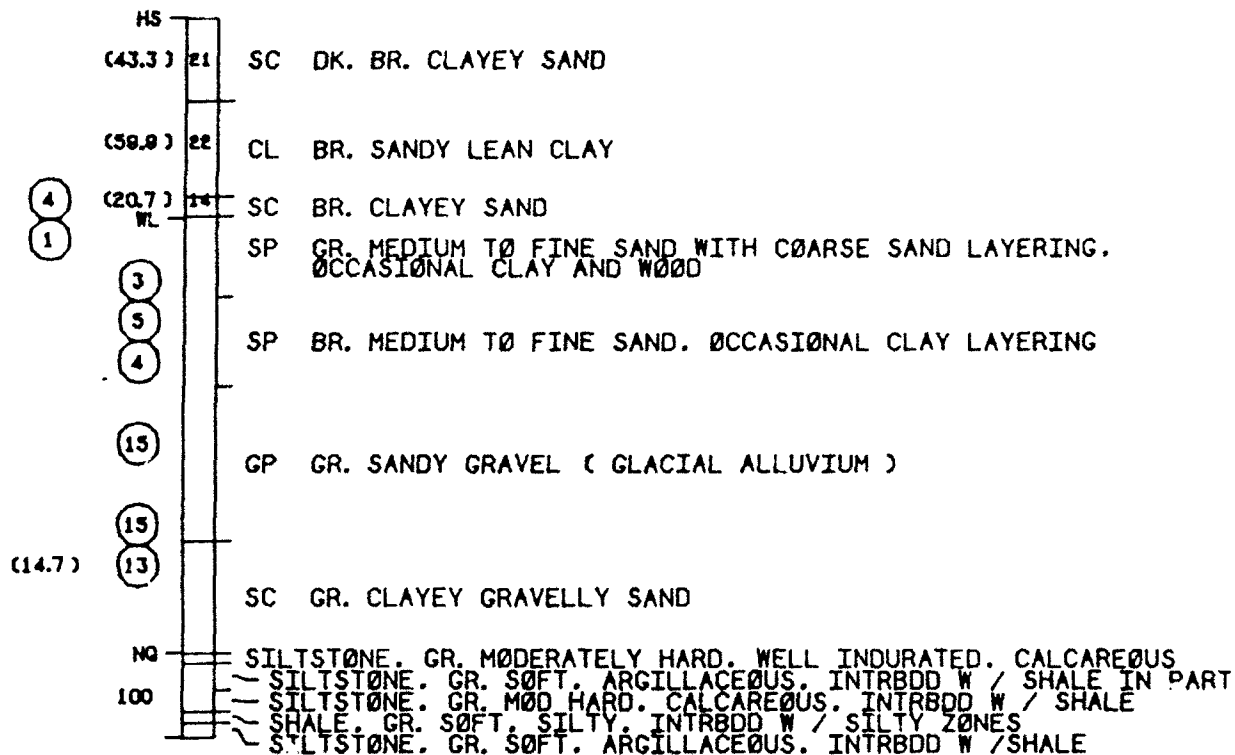 HS
(43.3) 21 SC DK. BR. CLAYEY SAND
(59.9) 22 CL BR. SANDY LEAN CLAY
4 (20.7) 14 SC BR. CLAYEY SAND
WL
1 SP GR. MEDIUM TØ FINE SAND WITH CØARSE SAND LAYERING.
ØCCASIØNAL CLAY AND WØØD
3
5
SP BR. MEDIUM TØ FINE SAND. ØCCASIØNAL CLAY LAYERING
4
15
GP GR. SANDY GRAVEL ( GLACIAL ALLUVIUM )
15
(14.7) 13
SC GR. CLAYEY GRAVELLY SAND
NQ SILTSTØNE. GR. MØDERATELY HARD. WELL INDURATED. CALCAREØUS
SILTSTØNE. GR. SØFT. ARGILLACEØUS. INTRBDD W / SHALE IN PART
100 SILTSTØNE. GR. MØD HARD. CALCAREØUS. INTRBDD W / SHALE
SHALE. GR. SØFT. SILTY. INTRBDD W / SILTY ZØNES
SILTSTØNE. GR. SØFT. ARGILLACEØUS. INTRBDD W /SHALE